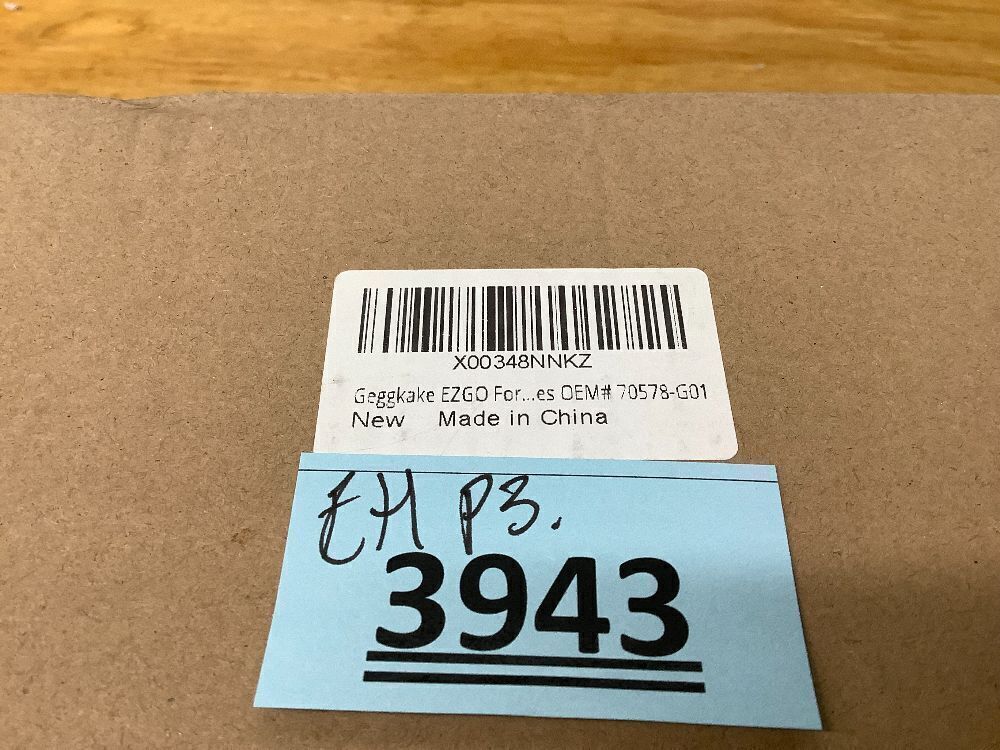 X00348NNKZ
Geggkake EZGO For...es OEM# 70578-G01
New Made in China
EH P3.
3943